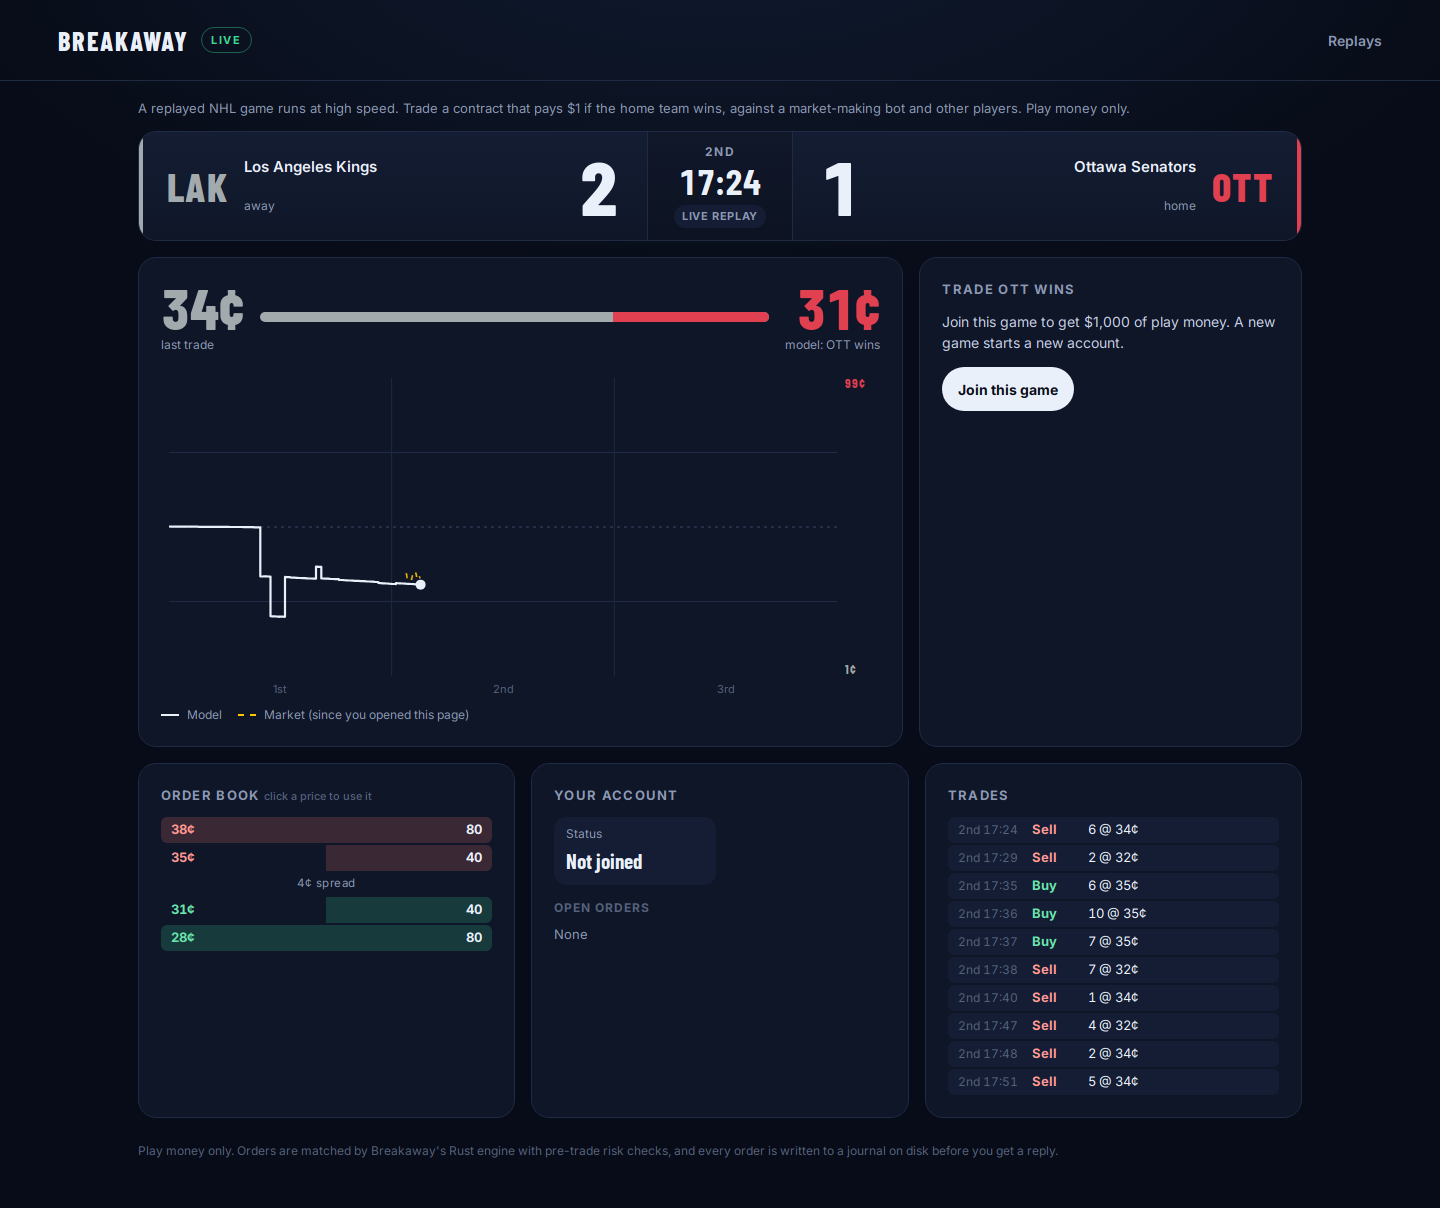 BREAKAWAY LIVE Replays
A replayed NHL game runs at high speed. Trade a contract that pays $1 if the home team wins, against a market-making bot and other players. Play money only.
LAK Los Angeles Kings away 2
2ND
17:24
LIVE REPLAY
1 Ottawa Senators home OTT
34¢
last trade
31¢
model: OTT wins
99¢
1¢
1st 2nd 3rd
Model Market (since you opened this page)
TRADE OTT WINS
Join this game to get $1,000 of play money. A new
game starts a new account.
Join this game
ORDER BOOK click a price to use it
38¢ 80
35¢ 40
4¢ spread
31¢ 40
28¢ 80
YOUR ACCOUNT
Status
Not joined
OPEN ORDERS
None
TRADES
2nd 17:24 Sell 6 @ 34¢
2nd 17:29 Sell 2 @ 32¢
2nd 17:35 Buy 6 @ 35¢
2nd 17:36 Buy 10 @ 35¢
2nd 17:37 Buy 7 @ 35¢
2nd 17:38 Sell 7 @ 32¢
2nd 17:40 Sell 1 @ 34¢
2nd 17:47 Sell 4 @ 32¢
2nd 17:48 Sell 2 @ 34¢
2nd 17:51 Sell 5 @ 34¢
Play money only. Orders are matched by Breakaway's Rust engine with pre-trade risk checks, and every order is written to a journal on disk before you get a reply.